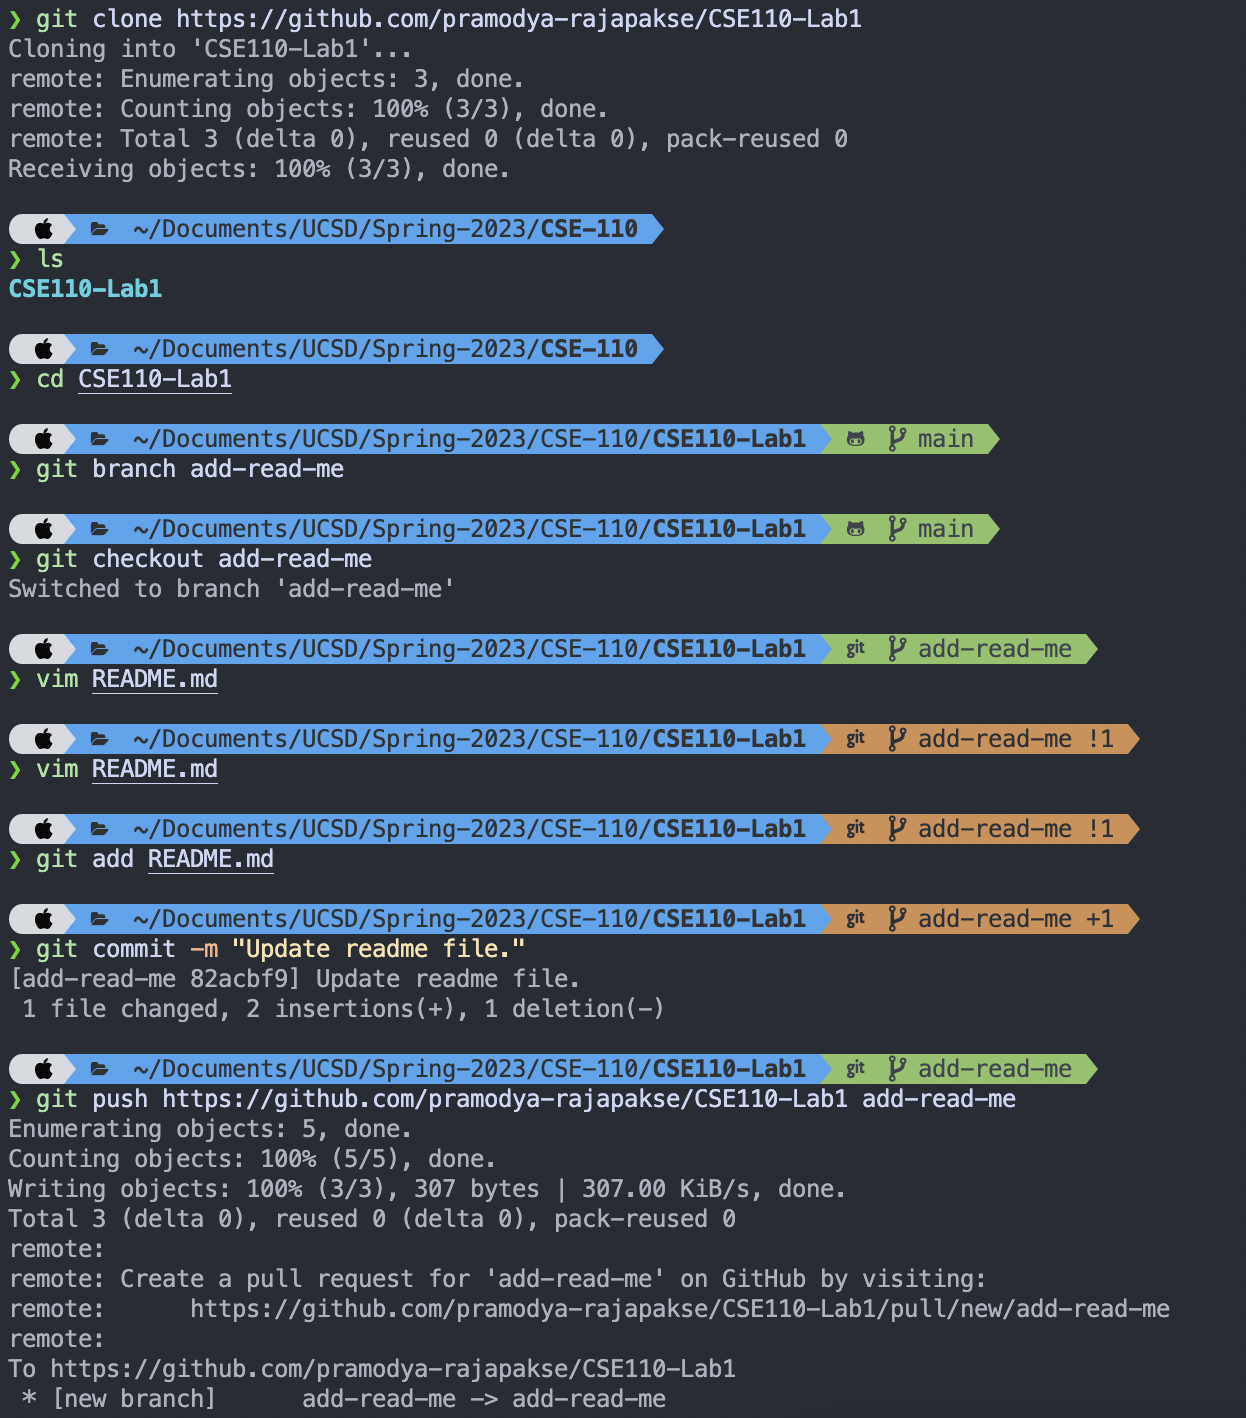 ❯ git clone https://github.com/pramodya-rajapakse/CSE110-Lab1
Cloning into 'CSE110-Lab1'...
remote: Enumerating objects: 3, done.
remote: Counting objects: 100% (3/3), done.
remote: Total 3 (delta 0), reused 0 (delta 0), pack-reused 0
Receiving objects: 100% (3/3), done.
~/Documents/UCSD/Spring-2023/CSE-110
❯ ls
CSE110-Lab1
~/Documents/UCSD/Spring-2023/CSE-110
❯ cd CSE110-Lab1
~/Documents/UCSD/Spring-2023/CSE-110/CSE110-Lab1 main
❯ git branch add-read-me
~/Documents/UCSD/Spring-2023/CSE-110/CSE110-Lab1 main
❯ git checkout add-read-me
Switched to branch 'add-read-me'
~/Documents/UCSD/Spring-2023/CSE-110/CSE110-Lab1 git add-read-me
❯ vim README.md
~/Documents/UCSD/Spring-2023/CSE-110/CSE110-Lab1 git add-read-me !1
❯ vim README.md
~/Documents/UCSD/Spring-2023/CSE-110/CSE110-Lab1 git add-read-me !1
❯ git add README.md
~/Documents/UCSD/Spring-2023/CSE-110/CSE110-Lab1 git add-read-me +1
❯ git commit -m "Update readme file."
[add-read-me 82acbf9] Update readme file.
1 file changed, 2 insertions(+), 1 deletion(-)
~/Documents/UCSD/Spring-2023/CSE-110/CSE110-Lab1 git add-read-me
❯ git push https://github.com/pramodya-rajapakse/CSE110-Lab1 add-read-me
Enumerating objects: 5, done.
Counting objects: 100% (5/5), done.
Writing objects: 100% (3/3), 307 bytes | 307.00 KiB/s, done.
Total 3 (delta 0), reused 0 (delta 0), pack-reused 0
remote:
remote: Create a pull request for 'add-read-me' on GitHub by visiting:
remote:      https://github.com/pramodya-rajapakse/CSE110-Lab1/pull/new/add-read-me
remote:
To https://github.com/pramodya-rajapakse/CSE110-Lab1
* [new branch]      add-read-me -> add-read-me